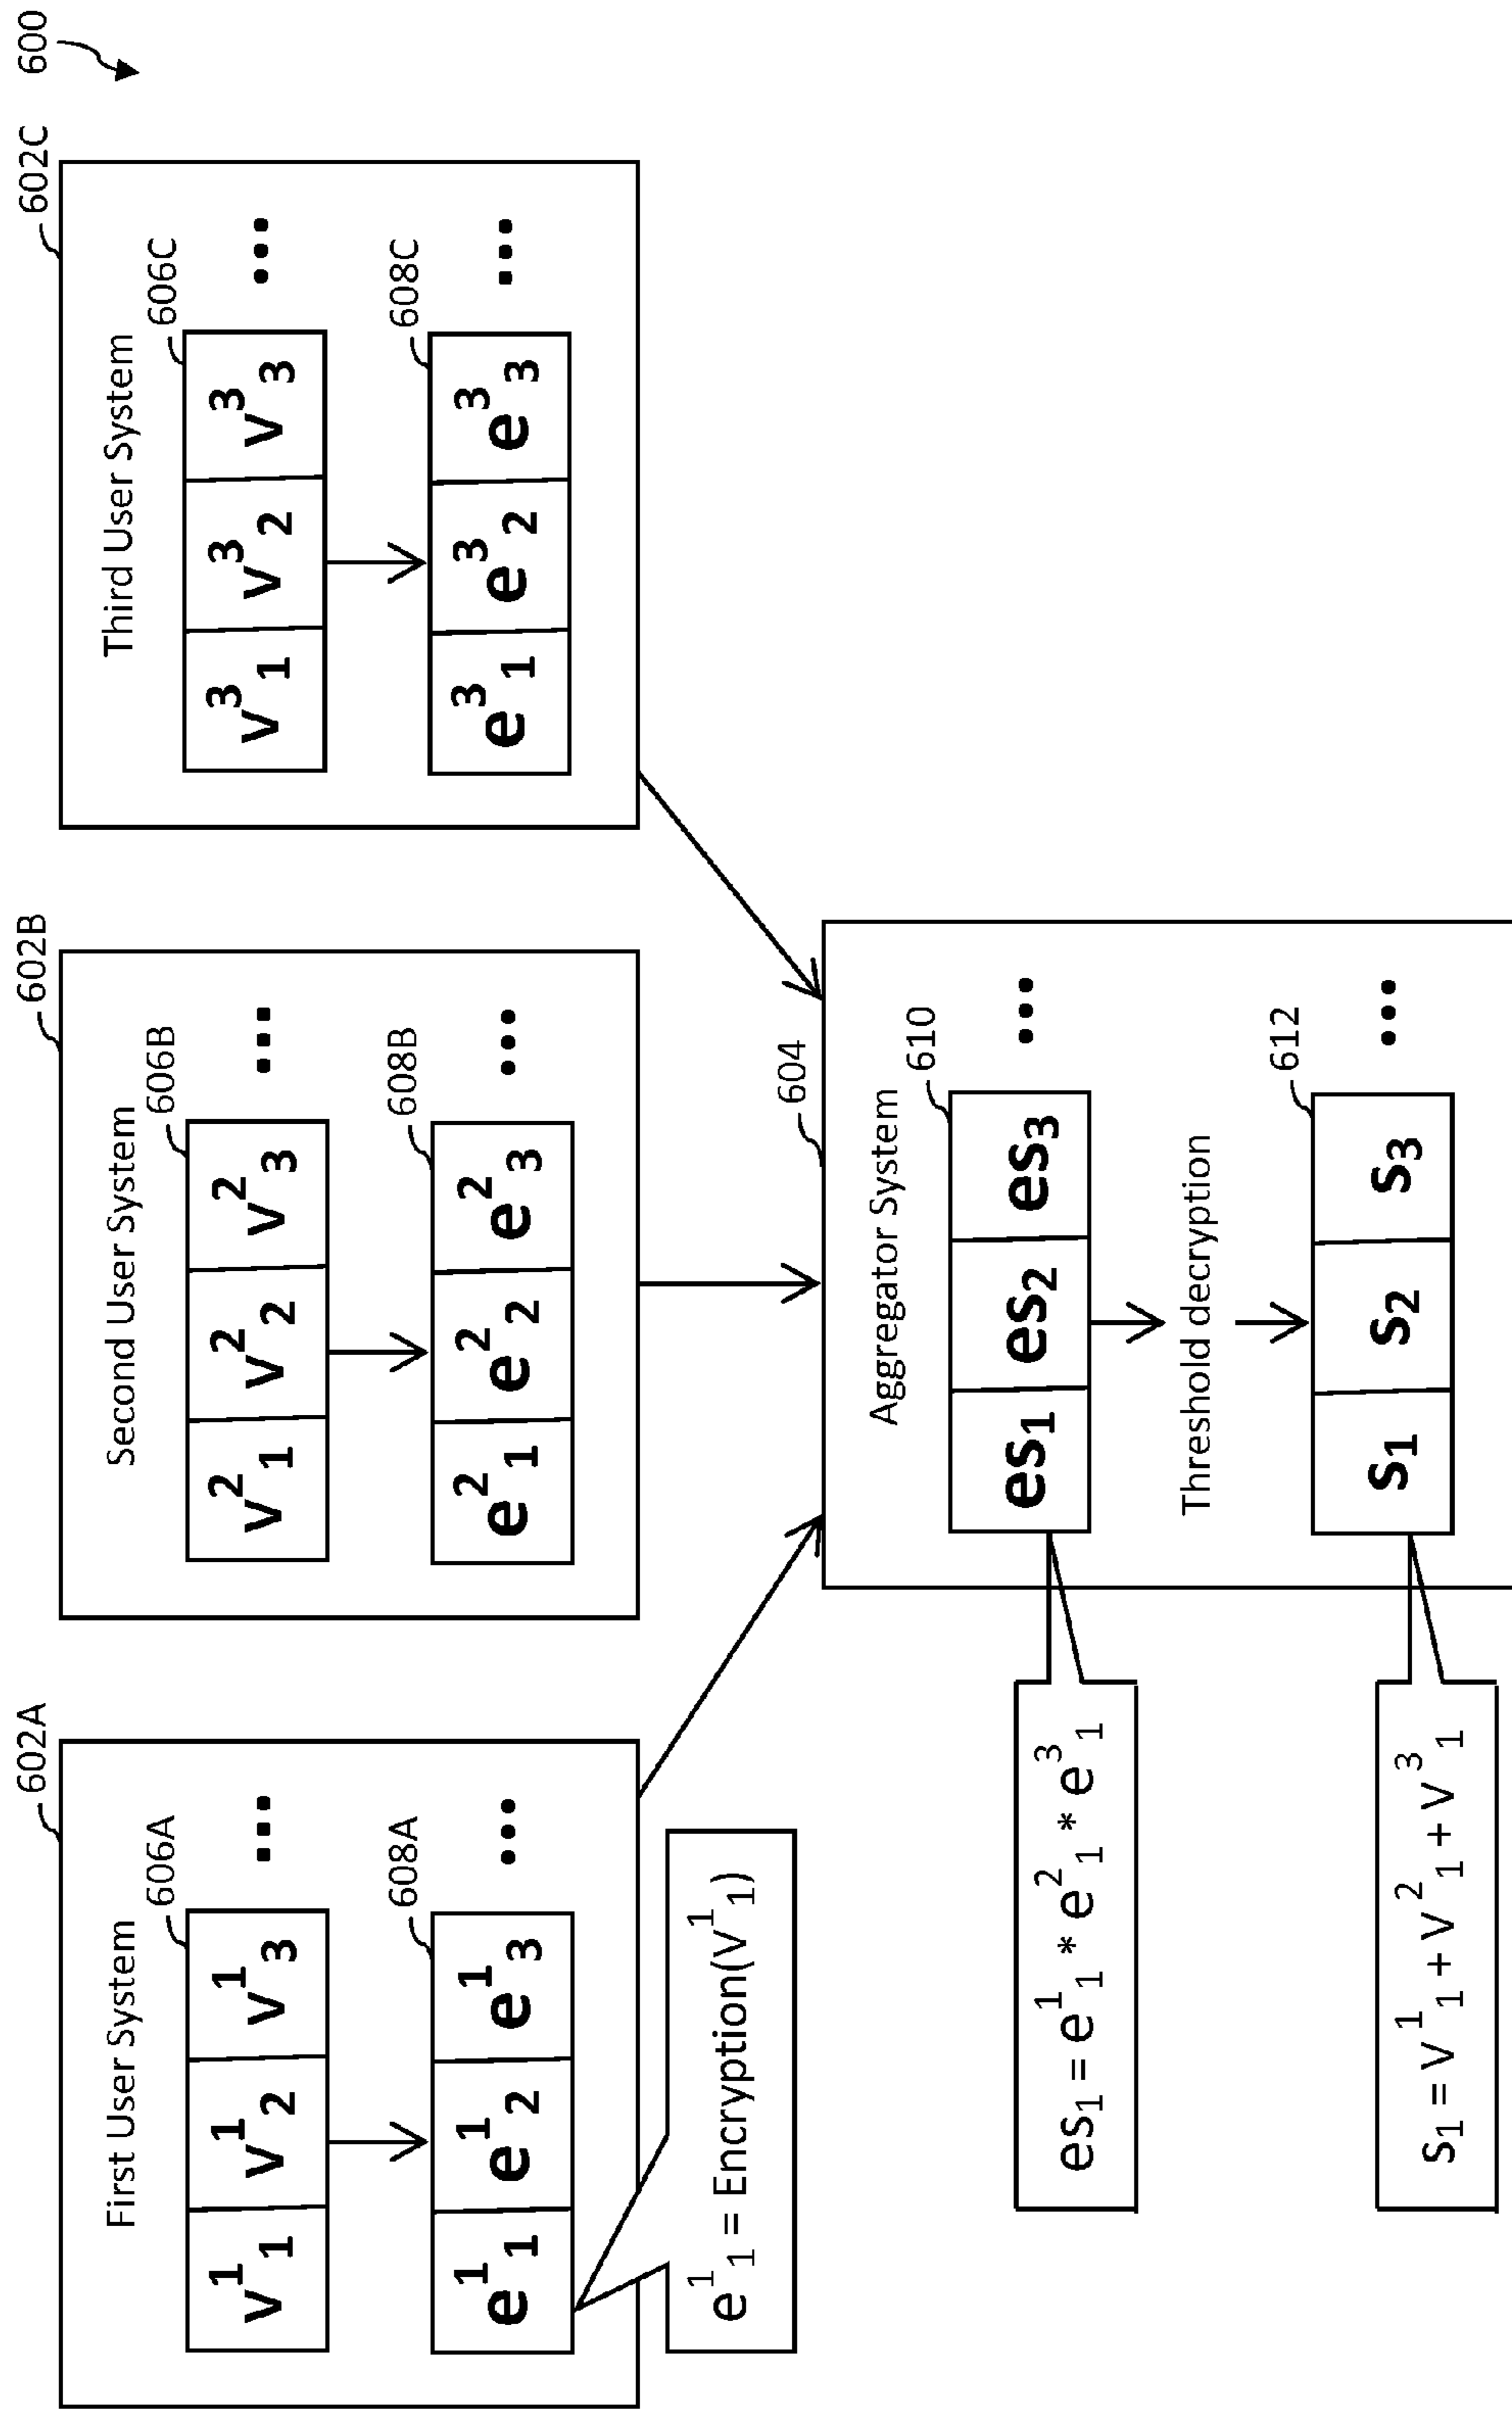 600
602A
602B
602C
First User System
Second User System
Third User System
606A
606B
606C
v¹₁ v¹₂ v¹₃ ...
v²₁ v²₂ v²₃ ...
v³₁ v³₂ v³₃ ...
608A
608B
608C
e¹₁ e¹₂ e¹₃ ...
e²₁ e²₂ e²₃ ...
e³₁ e³₂ e³₃ ...
e¹₁ = Encryption(V¹₁)
604
Aggregator System
610
es₁ es₂ es₃ ...
es₁ = e¹₁ * e²₁ * e³₁
Threshold decryption
612
s₁ s₂ s₃ ...
S₁ = V¹₁ + V²₁ + V³₁